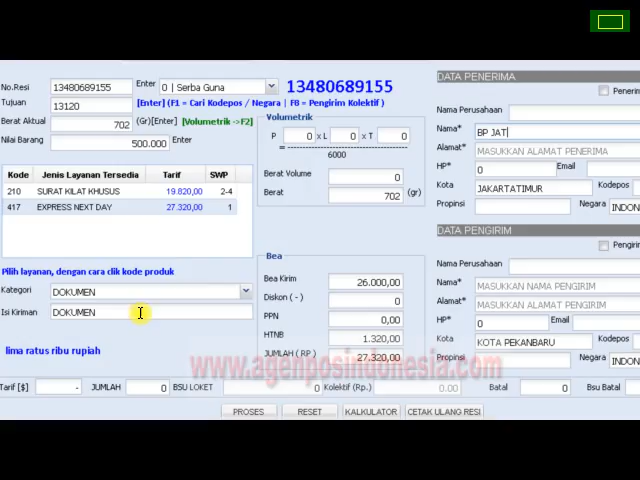 No.Resi 13480689155 Enter 0 | Serba Guna 13480689155
Tujuan 13120 [Enter] (F1 = Cari Kodepos / Negara | F8 = Pengirim Kolektif )
Berat Aktual 702 (Gr)[Enter] [Volumetrik ->F2]
Nilai Barang 500.000 Enter
Kode Jenis Layanan Tersedia Tarif SWP
210 SURAT KILAT KHUSUS 19.820,00 2-4
417 EXPRESS NEXT DAY 27.320,00 1
Pilih layanan, dengan cara clik kode produk
Kategori DOKUMEN
Isi Kiriman DOKUMEN
lima ratus ribu rupiah
Volumetrik
P 0 x L 0 x T 0
= 6000
Berat Volume 0
Berat 702 (gr)
Bea
Bea Kirim 26.000,00
Diskon ( - ) 0
PPN 0,00
HTNB 1.320,00
JUMLAH ( RP ) 27.320,00
DATA PENERIMA
Penerim
Nama Perusahaan
Nama* BP JAT
Alamat* MASUKKAN ALAMAT PENERIMA
HP* 0 Email
Kota JAKARTATIMUR Kodepos
Propinsi Negara INDON
DATA PENGIRIM
Pengirin
Nama Perusahaan
Nama* MASUKKAN NAMA PENGIRIM
Alamat* MASUKKAN ALAMAT PENGIRIM
HP* 0 Email
Kota KOTA PEKANBARU Kodepos
Propinsi Negara INDON
www.agenposindonesia.com
Tarif [$] - JUMLAH 0 BSU LOKET 0 Kolektif (Rp.) 0.00 Batal 0 Bsu Batal
PROSES RESET KALKULATOR CETAK ULANG RESI